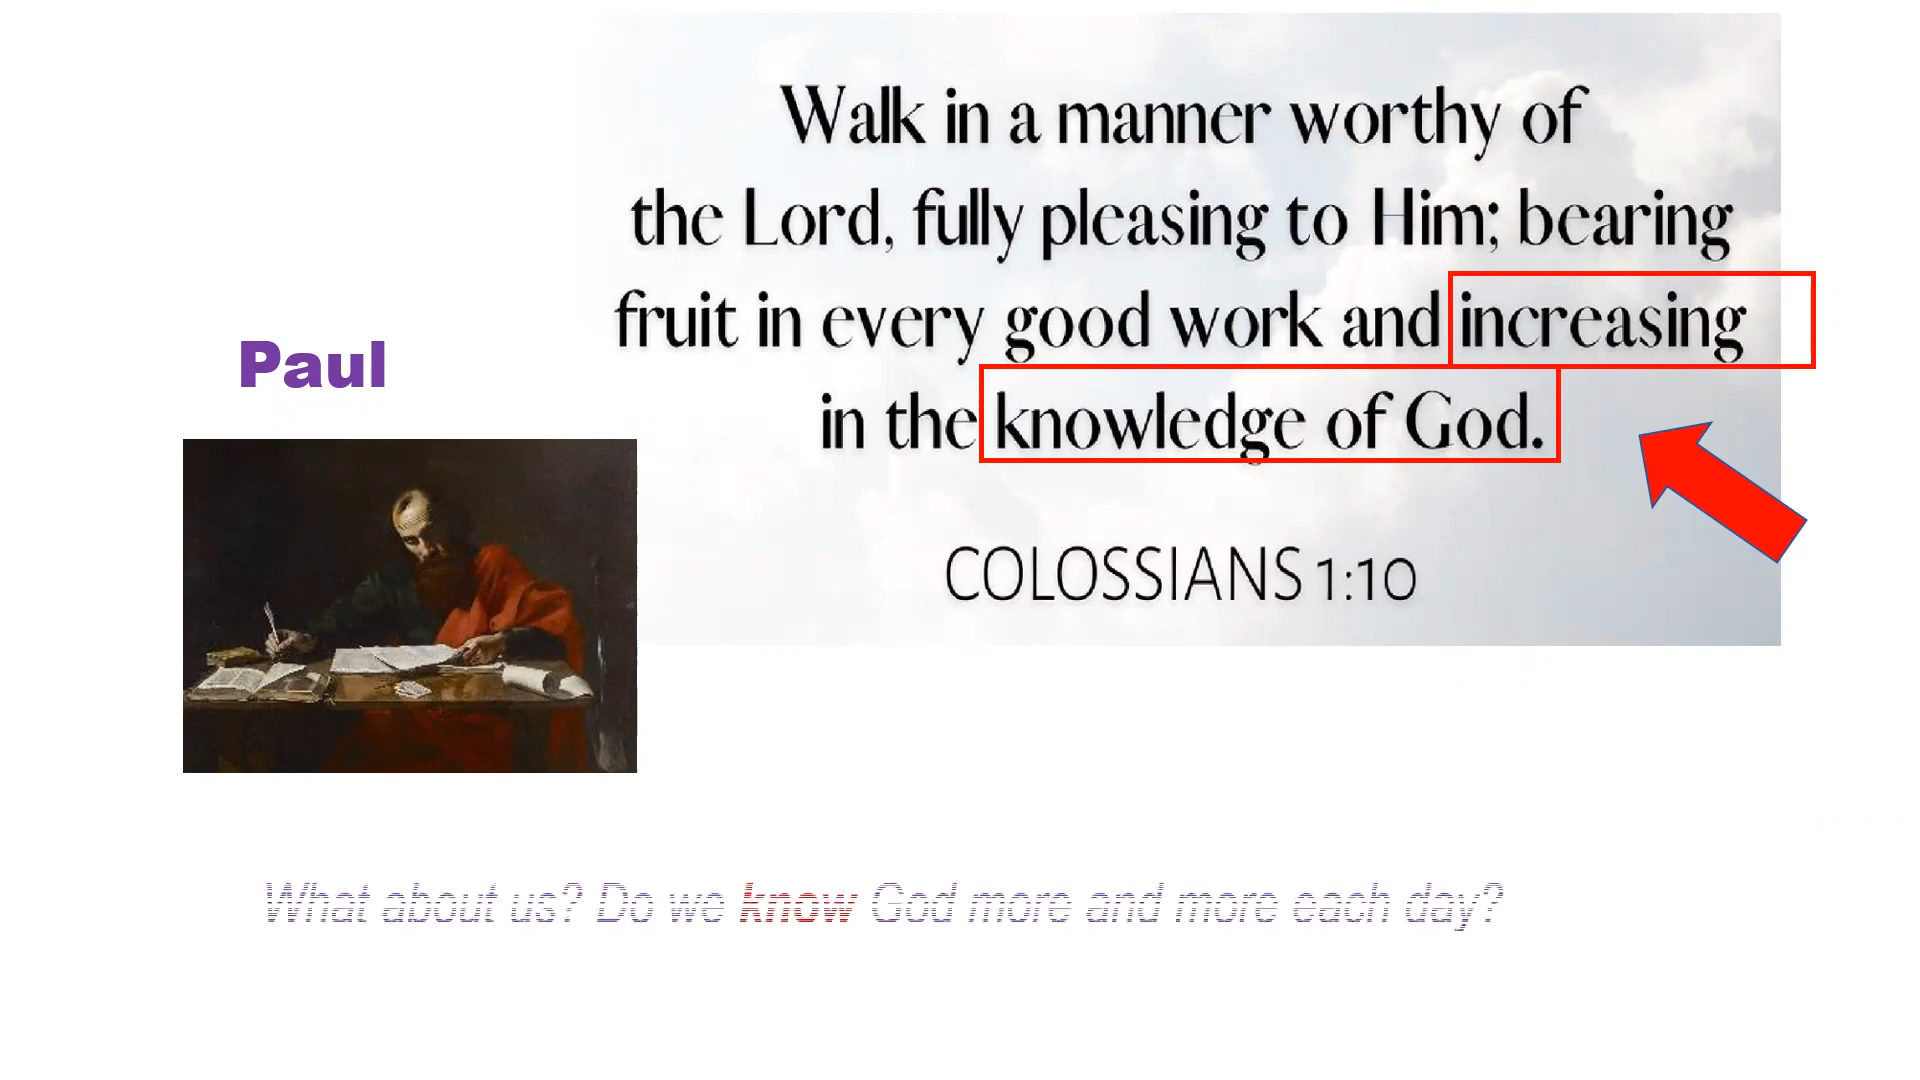 Walk in a manner worthy of
the Lord, fully pleasing to Him; bearing
fruit in every good work and increasing
in the knowledge of God.
COLOSSIANS 1:10
Paul
What about us? Do we know God more and more each day?